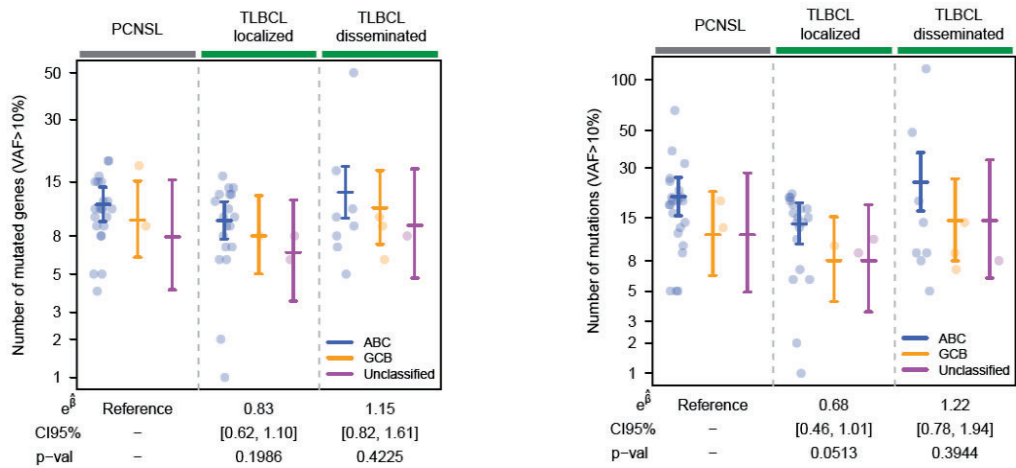 PCNSL
TLBCL
localized
TLBCL
disseminated
Number of mutated genes (VAF>10%)
50
30
15
8
5
3
2
1
ABC
GCB
Unclassified
e^β̂ Reference 0.83 1.15
CI95% – [0.62, 1.10] [0.82, 1.61]
p-val – 0.1986 0.4225
PCNSL
TLBCL
localized
TLBCL
disseminated
Number of mutations (VAF>10%)
100
50
30
15
8
5
3
2
1
ABC
GCB
Unclassified
e^β̂ Reference 0.68 1.22
CI95% – [0.46, 1.01] [0.78, 1.94]
p-val – 0.0513 0.3944